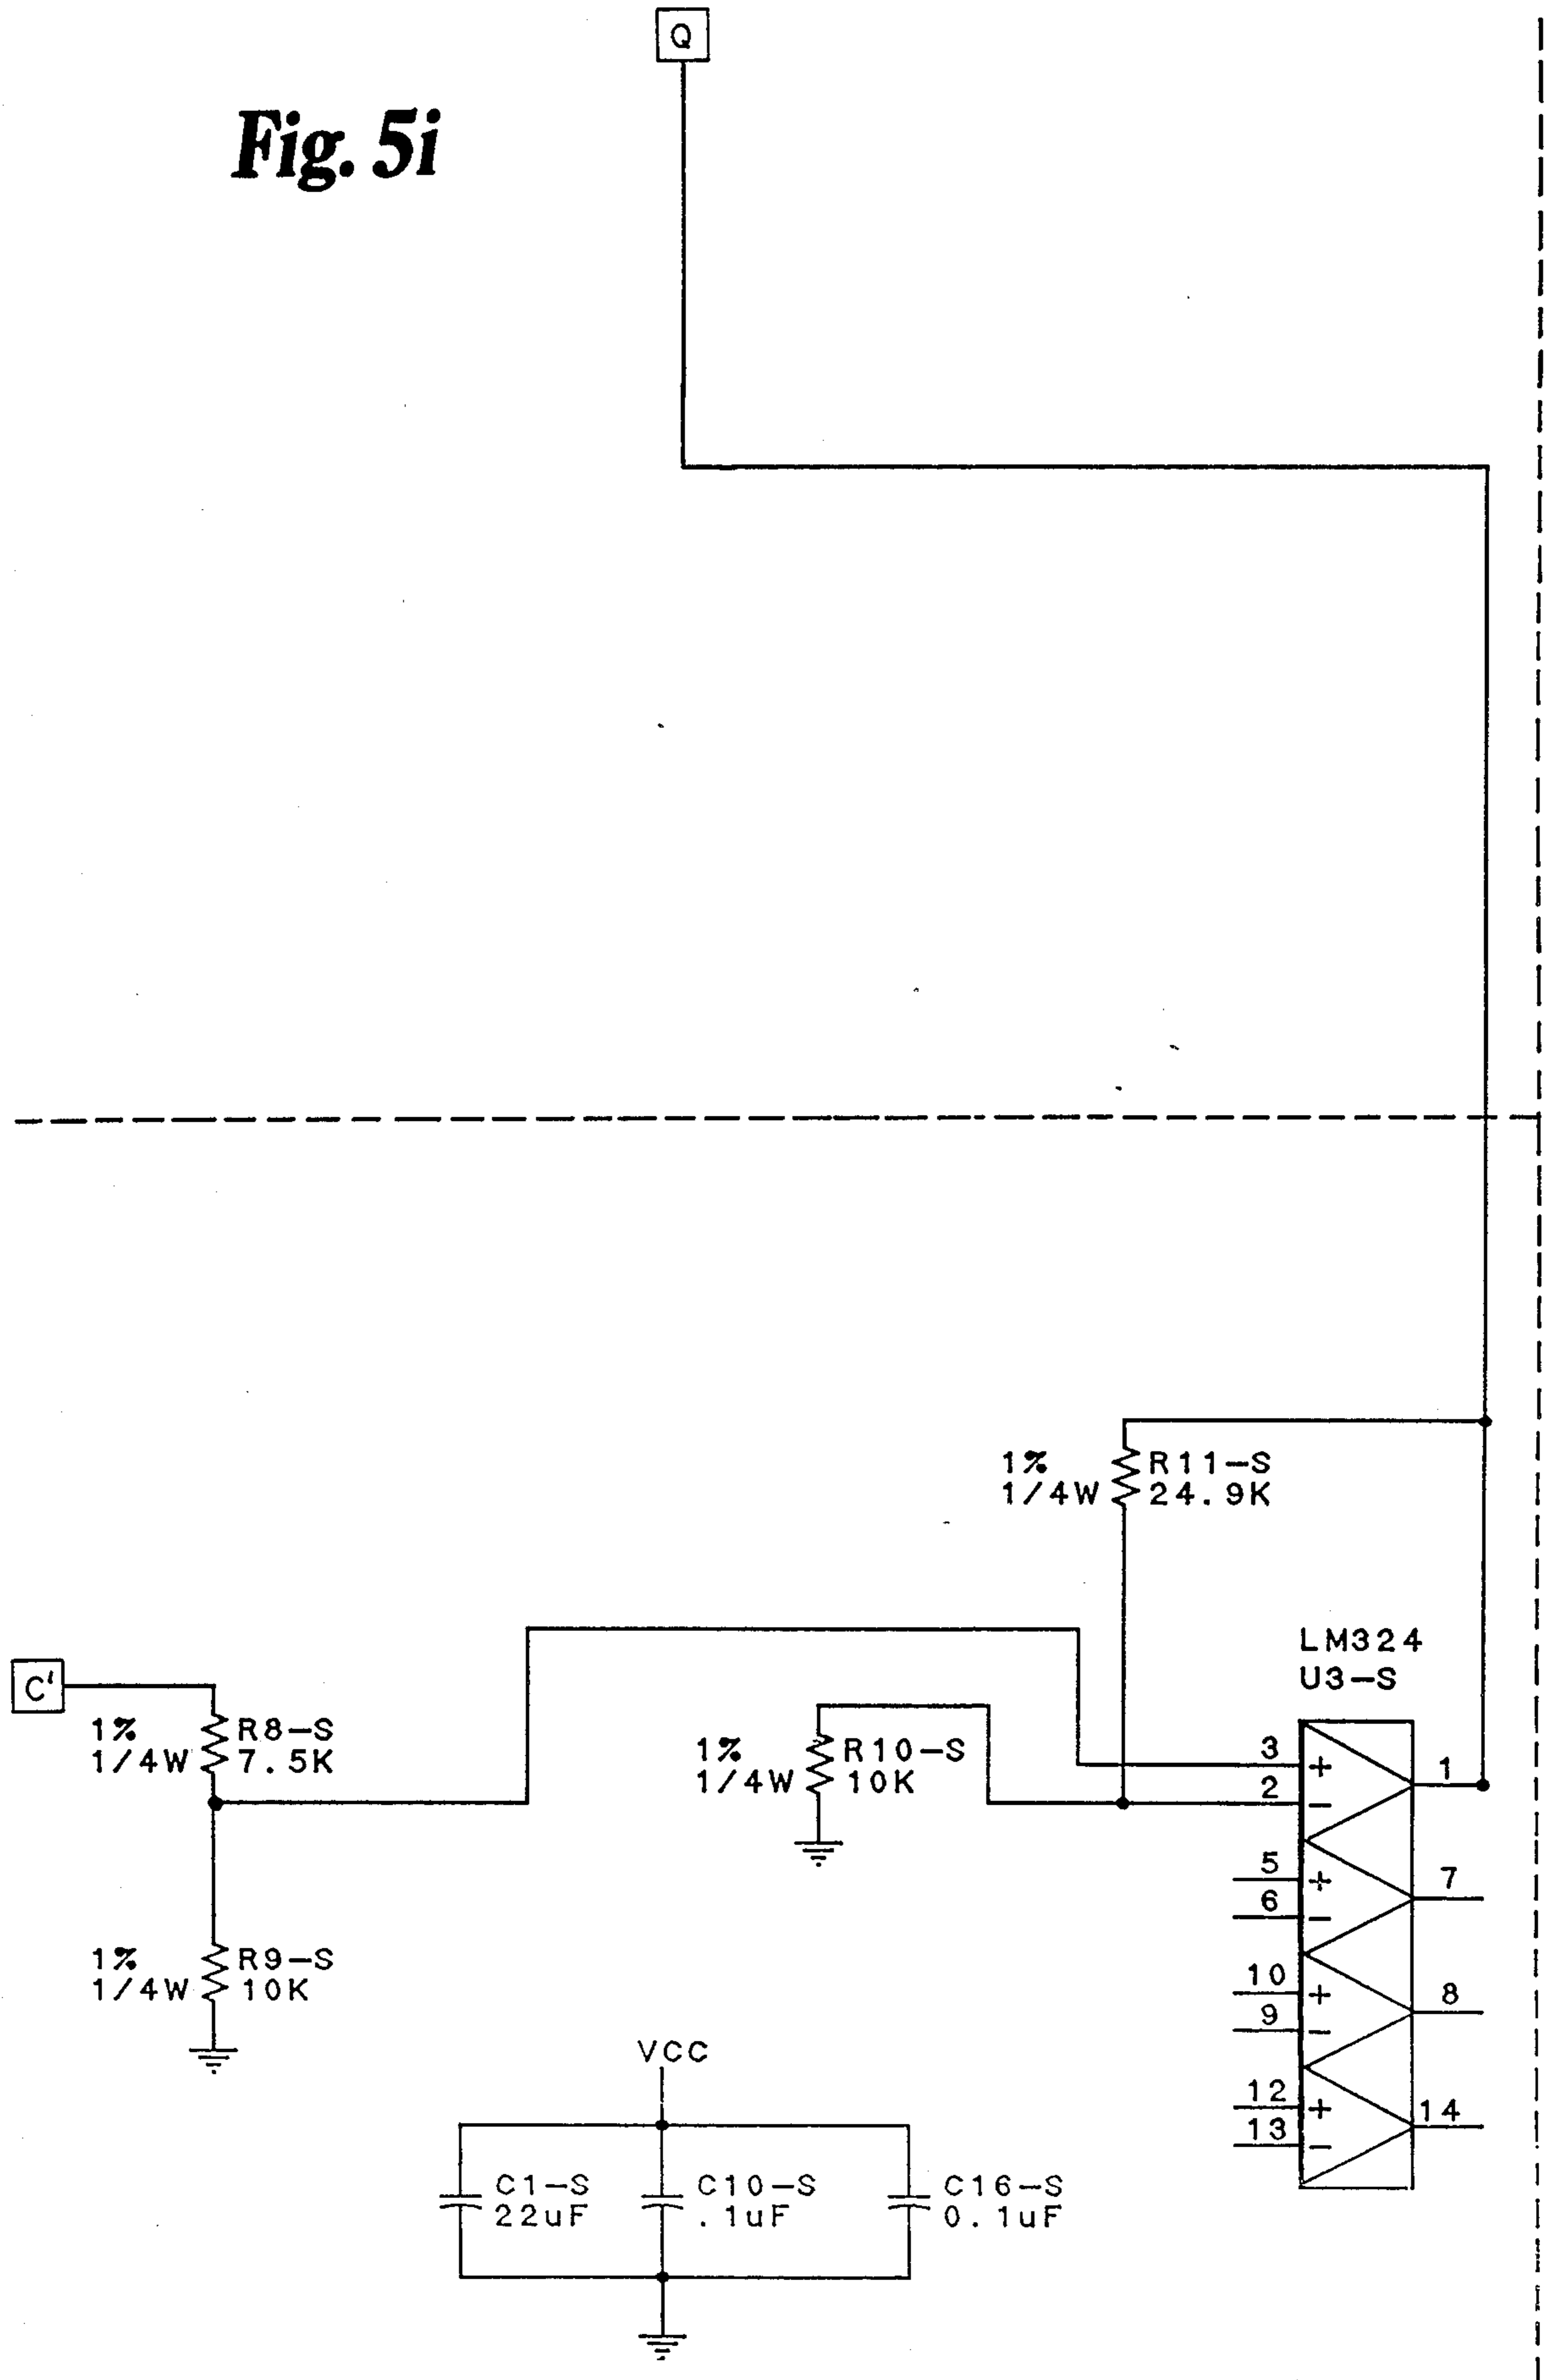 Q
Fig. 5i
1% R11-S
1/4W 24.9K
LM324
U3-S
C'
1% R8-S
1/4W 7.5K
1% R10-S
1/4W 10K
3 + 1
2 -
5 + 7
6 -
1% R9-S
1/4W 10K
10 + 8
9 -
VCC
12 + 14
13 -
C1-S C10-S C16-S
22uF .1uF 0.1uF